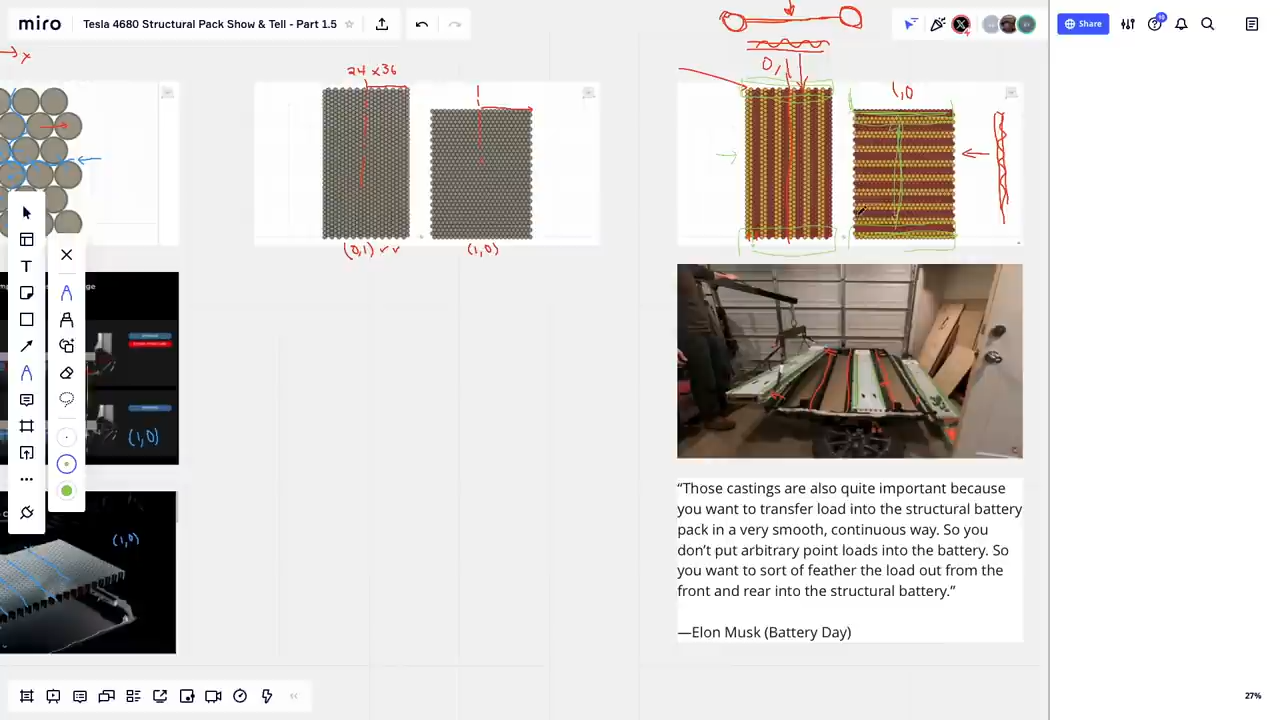 miro
Tesla 4680 Structural Pack Show & Tell - Part 1.5
Share
x
24 x 36
0,1
1,0
(0,1) vv
(1,0)
(1,0)
(1,0)
“Those castings are also quite important because
you want to transfer load into the structural battery
pack in a very smooth, continuous way. So you
don’t put arbitrary point loads into the battery. So
you want to sort of feather the load out from the
front and rear into the structural battery.”
—Elon Musk (Battery Day)
27%